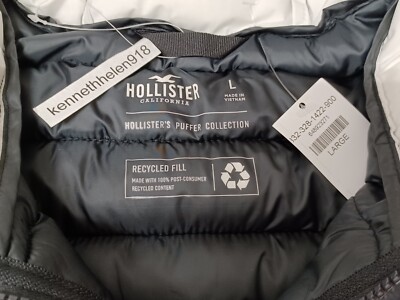 kennethhelen918
HOLLISTER
CALIFORNIA
L
MADE IN
VIETNAM
HOLLISTER'S PUFFER COLLECTION
RECYCLED FILL
MADE WITH 100% POST-CONSUMER
RECYCLED CONTENT
132-328-1422-900
LARGE